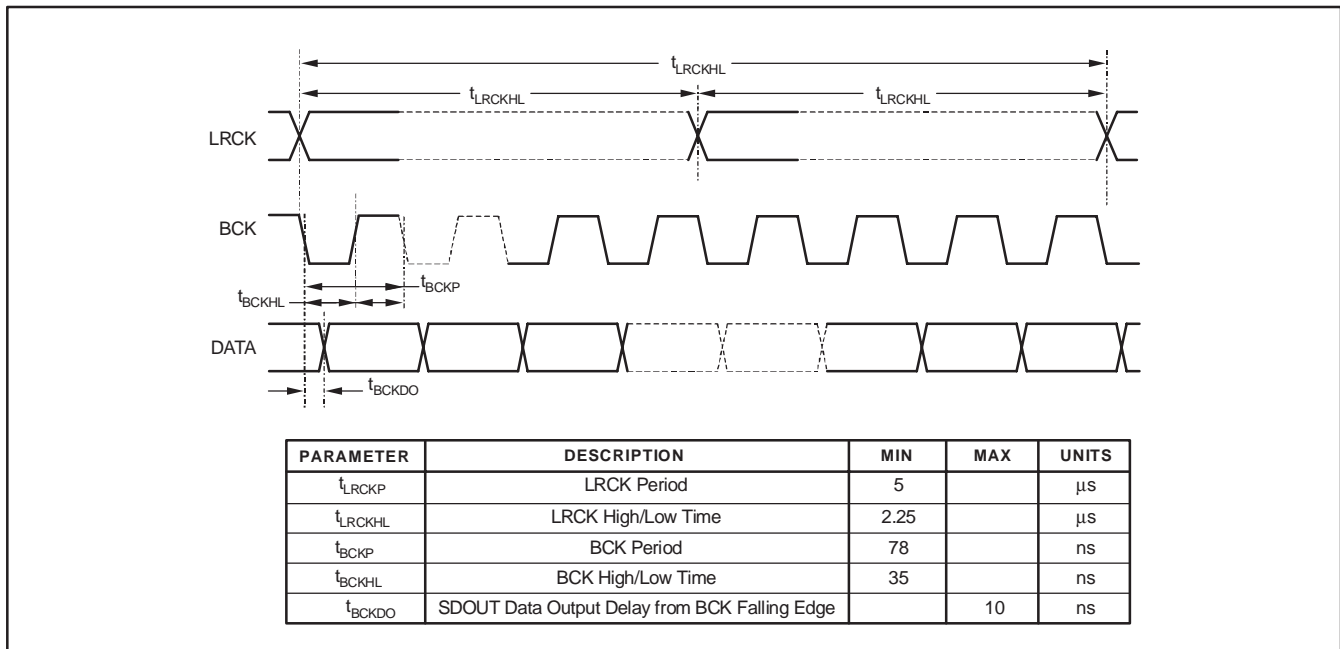 tLRCKHL
tLRCKHL tLRCKHL
LRCK
BCK
tBCKP
tBCKHL
DATA
tBCKDO
PARAMETER DESCRIPTION MIN MAX UNITS
tLRCKP LRCK Period 5 μs
tLRCKHL LRCK High/Low Time 2.25 μs
tBCKP BCK Period 78 ns
tBCKHL BCK High/Low Time 35 ns
tBCKDO SDOUT Data Output Delay from BCK Falling Edge 10 ns